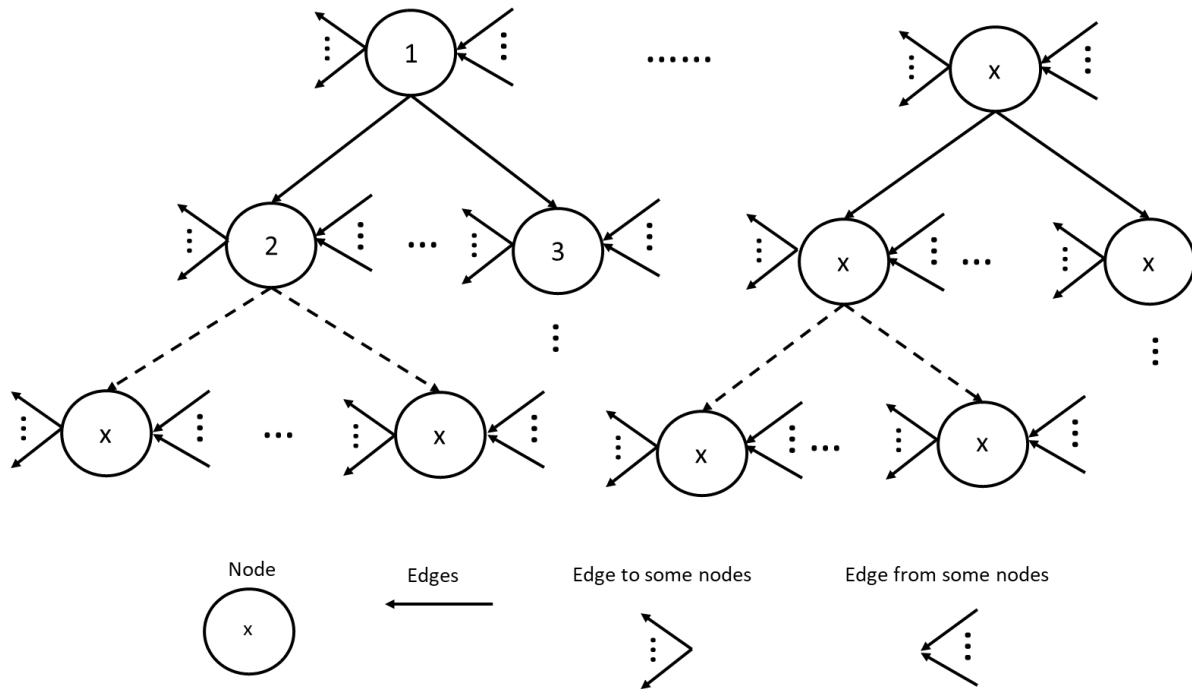 1
......
x
2
...
3
x
...
x
x
...
x
x
...
x
Node
Edges
Edge to some nodes
Edge from some nodes
x